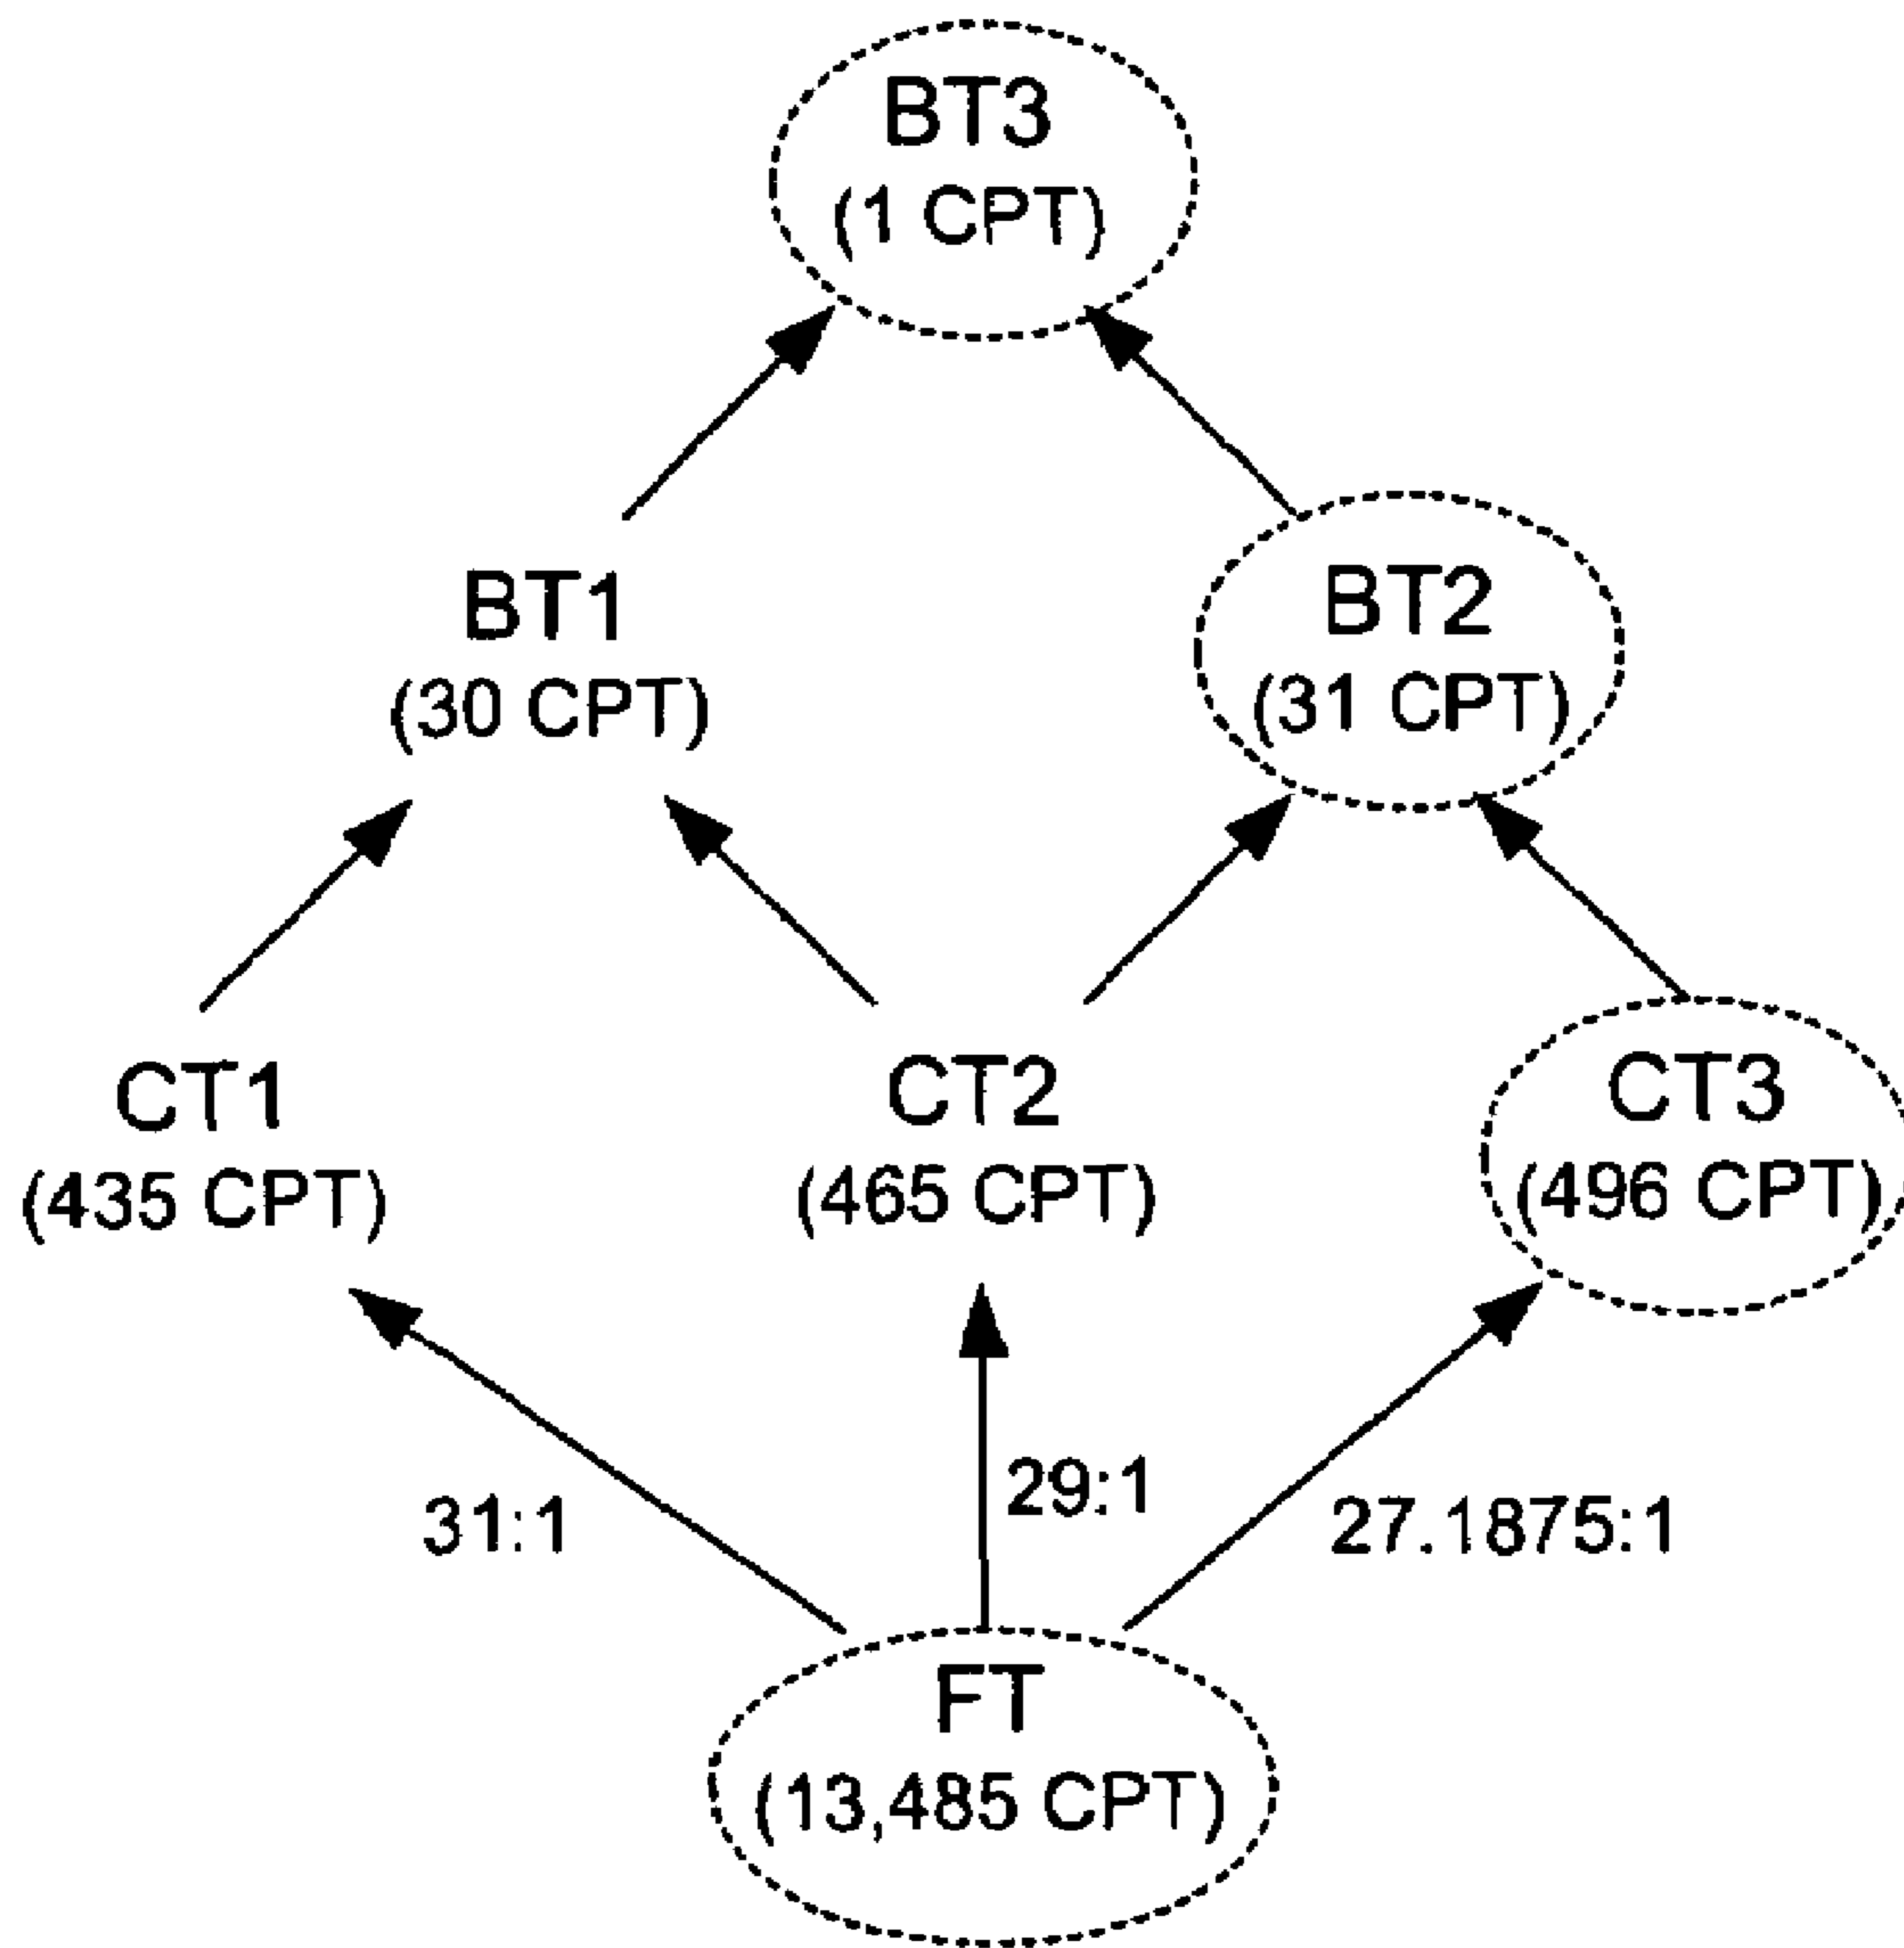 BT3
(1 CPT)
BT1
(30 CPT)
BT2
(31 CPT)
CT1
(435 CPT)
CT2
(465 CPT)
CT3
(496 CPT)
31:1
29:1
27.1875:1
FT
(13,485 CPT)